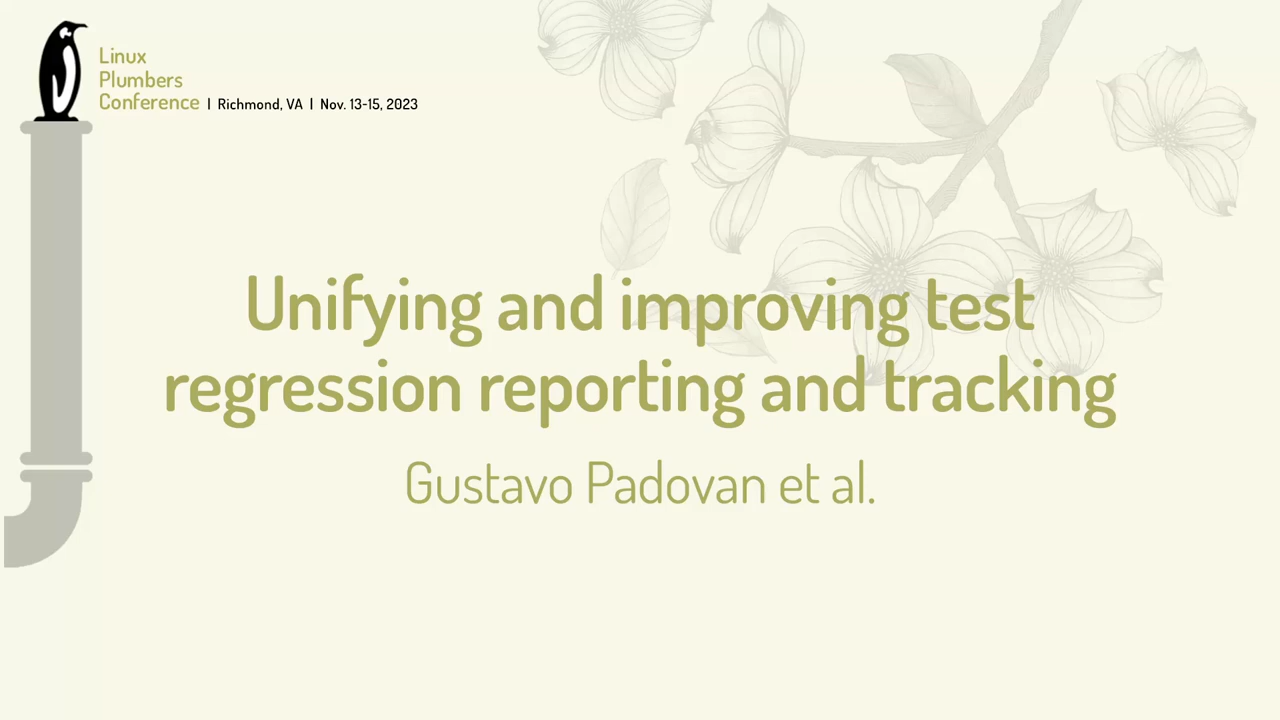 Linux
Plumbers
Conference | Richmond, VA | Nov. 13-15, 2023
Unifying and improving test
regression reporting and tracking
Gustavo Padovan et al.